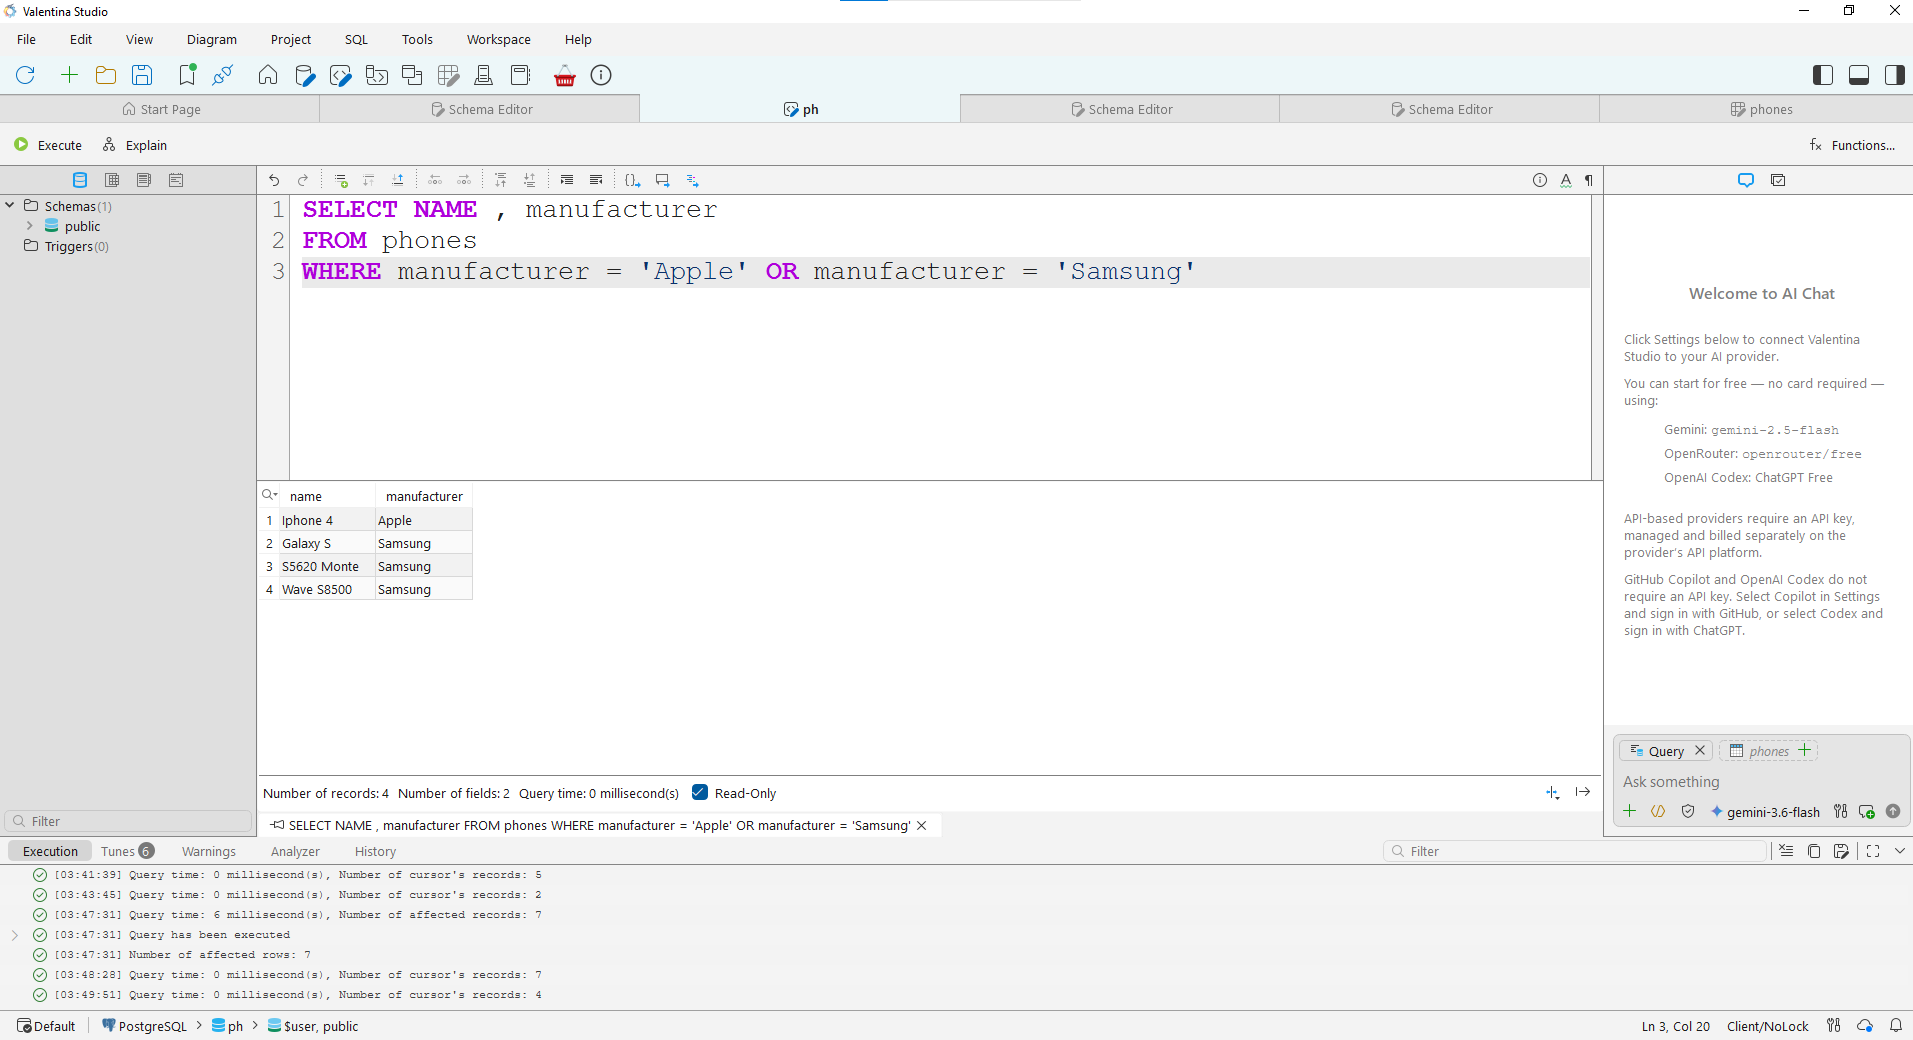 Valentina Studio
File Edit View Diagram Project SQL Tools Workspace Help
Start Page Schema Editor ph Schema Editor Schema Editor phones
Execute Explain fx Functions...
Schemas (1)
public
Triggers (0)
1 SELECT NAME , manufacturer
2 FROM phones
3 WHERE manufacturer = 'Apple' OR manufacturer = 'Samsung'
name manufacturer
1 Iphone 4 Apple
2 Galaxy S Samsung
3 S5620 Monte Samsung
4 Wave S8500 Samsung
Number of records: 4 Number of fields: 2 Query time: 0 millisecond(s) Read-Only
SELECT NAME , manufacturer FROM phones WHERE manufacturer = 'Apple' OR manufacturer = 'Samsung'
Filter
Welcome to AI Chat
Click Settings below to connect Valentina
Studio to your AI provider.
You can start for free — no card required —
using:
Gemini: gemini-2.5-flash
OpenRouter: openrouter/free
OpenAI Codex: ChatGPT Free
API-based providers require an API key,
managed and billed separately on the
provider's API platform.
GitHub Copilot and OpenAI Codex do not
require an API key. Select Copilot in Settings
and sign in with GitHub, or select Codex and
sign in with ChatGPT.
Query phones
Ask something
gemini-3.6-flash
Execution Tunes 6 Warnings Analyzer History Filter
[03:41:39] Query time: 0 millisecond(s), Number of cursor's records: 5
[03:43:45] Query time: 0 millisecond(s), Number of cursor's records: 2
[03:47:31] Query time: 6 millisecond(s), Number of affected records: 7
[03:47:31] Query has been executed
[03:47:31] Number of affected rows: 7
[03:48:28] Query time: 0 millisecond(s), Number of cursor's records: 7
[03:49:51] Query time: 0 millisecond(s), Number of cursor's records: 4
Default PostgreSQL > ph > $user, public Ln 3, Col 20 Client/NoLock